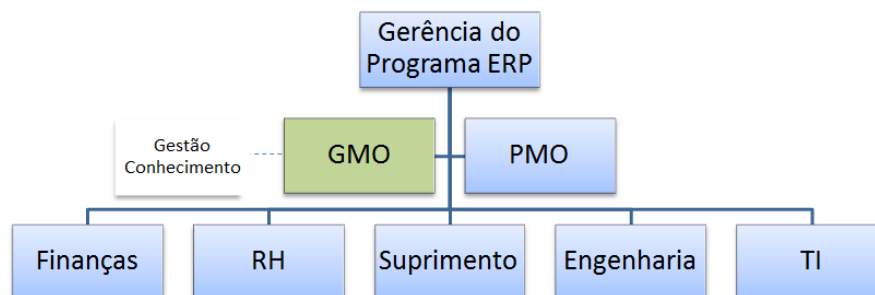 Gerência do
Programa ERP
Gestão
Conhecimento
GMO
PMO
Finanças
RH
Suprimento
Engenharia
TI